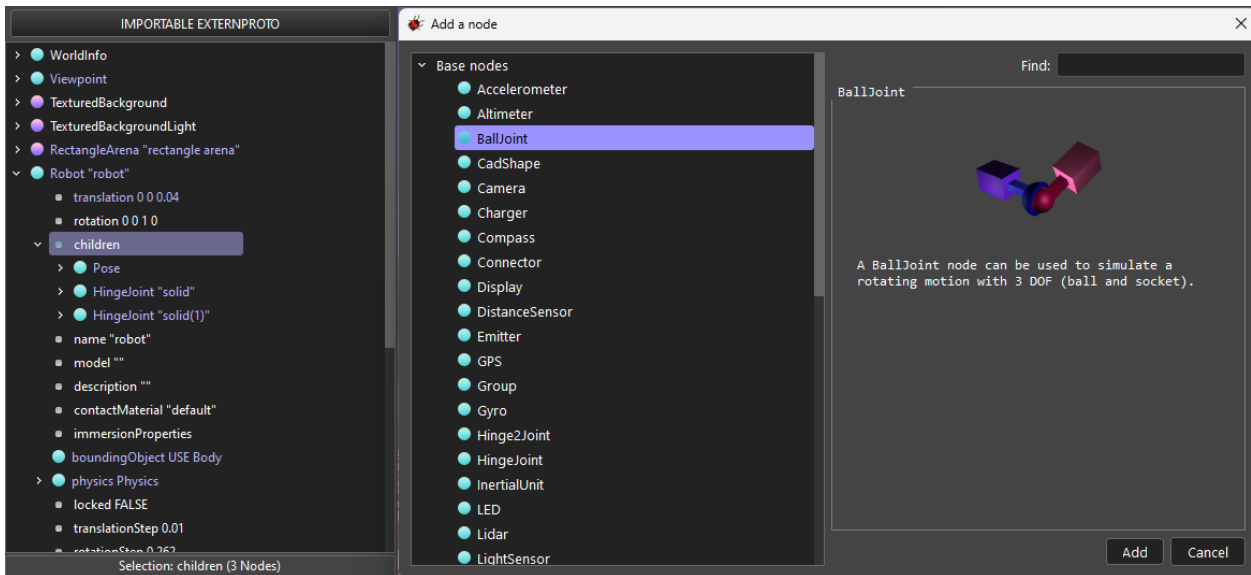 IMPORTABLE EXTERNPROTO
WorldInfo
Viewpoint
TexturedBackground
TexturedBackgroundLight
RectangleArena "rectangle arena"
Robot "robot"
translation 0 0 0.04
rotation 0 0 1 0
children
Pose
HingeJoint "solid"
HingeJoint "solid(1)"
name "robot"
model ""
description ""
contactMaterial "default"
immersionProperties
boundingObject USE Body
physics Physics
locked FALSE
translationStep 0.01
rotationStep 0.262
Selection: children (3 Nodes)
Add a node
Base nodes
Accelerometer
Altimeter
BallJoint
CadShape
Camera
Charger
Compass
Connector
Display
DistanceSensor
Emitter
GPS
Group
Gyro
Hinge2Joint
HingeJoint
InertialUnit
LED
Lidar
LightSensor
Find:
BallJoint
A BallJoint node can be used to simulate a
rotating motion with 3 DOF (ball and socket).
Add
Cancel